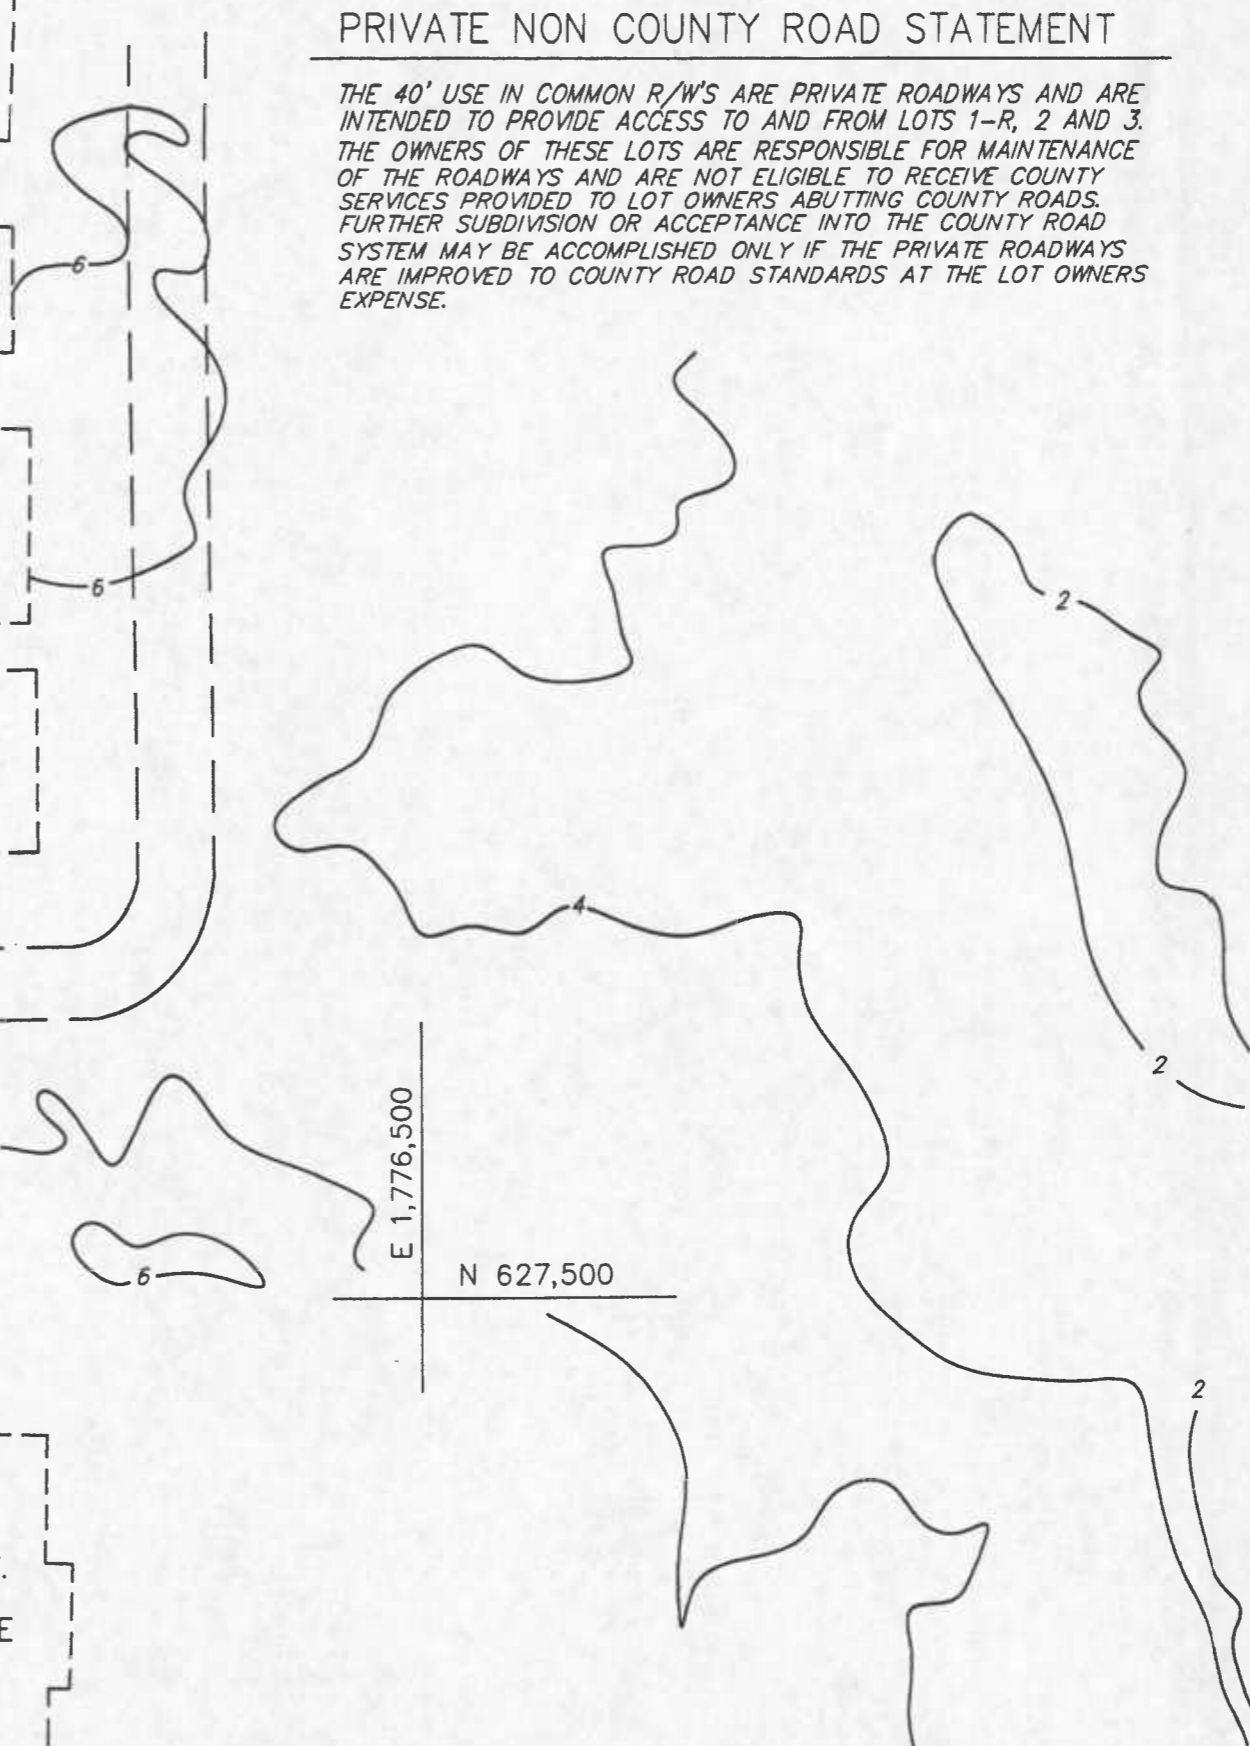 PRIVATE NON COUNTY ROAD STATEMENT
THE 40' USE IN COMMON R/W'S ARE PRIVATE ROADWAYS AND ARE
INTENDED TO PROVIDE ACCESS TO AND FROM LOTS 1-R, 2 AND 3.
THE OWNERS OF THESE LOTS ARE RESPONSIBLE FOR MAINTENANCE
OF THE ROADWAYS AND ARE NOT ELIGIBLE TO RECEIVE COUNTY
SERVICES PROVIDED TO LOT OWNERS ABUTTING COUNTY ROADS.
FURTHER SUBDIVISION OR ACCEPTANCE INTO THE COUNTY ROAD
SYSTEM MAY BE ACCOMPLISHED ONLY IF THE PRIVATE ROADWAYS
ARE IMPROVED TO COUNTY ROAD STANDARDS AT THE LOT OWNERS
EXPENSE.
6
6
2
4
2
E 1,776,500
N 627,500
6
2
.
E